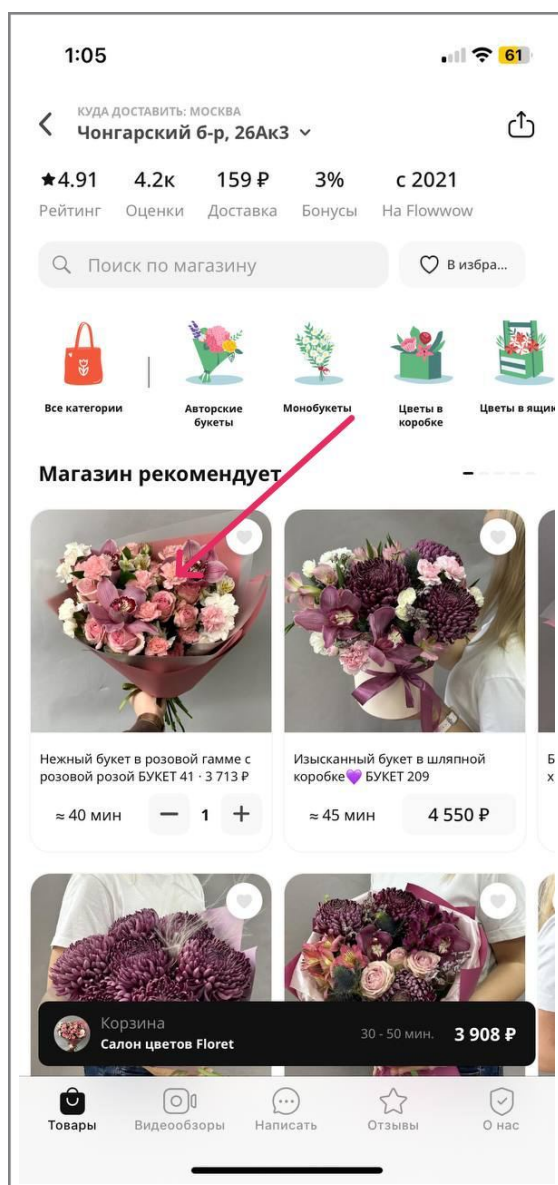 1:05
61
КУДА ДОСТАВИТЬ: МОСКВА
Чонгарский б-р, 26Ак3
★4.91 4.2к 159 ₽ 3% с 2021
Рейтинг Оценки Доставка Бонусы На Flowwow
Поиск по магазину
В избра...
Все категории
Авторские
букеты
Монобукеты
Цветы в
коробке
Цветы в ящик
Магазин рекомендует
Нежный букет в розовой гамме с
розовой розой БУКЕТ 41 · 3 713 ₽
≈ 40 мин — 1 +
Изысканный букет в шляпной
коробке💜 БУКЕТ 209
≈ 45 мин 4 550 ₽
Б
х
Корзина
Салон цветов Floret
30 - 50 мин. 3 908 ₽
Товары Видеообзоры Написать Отзывы О нас